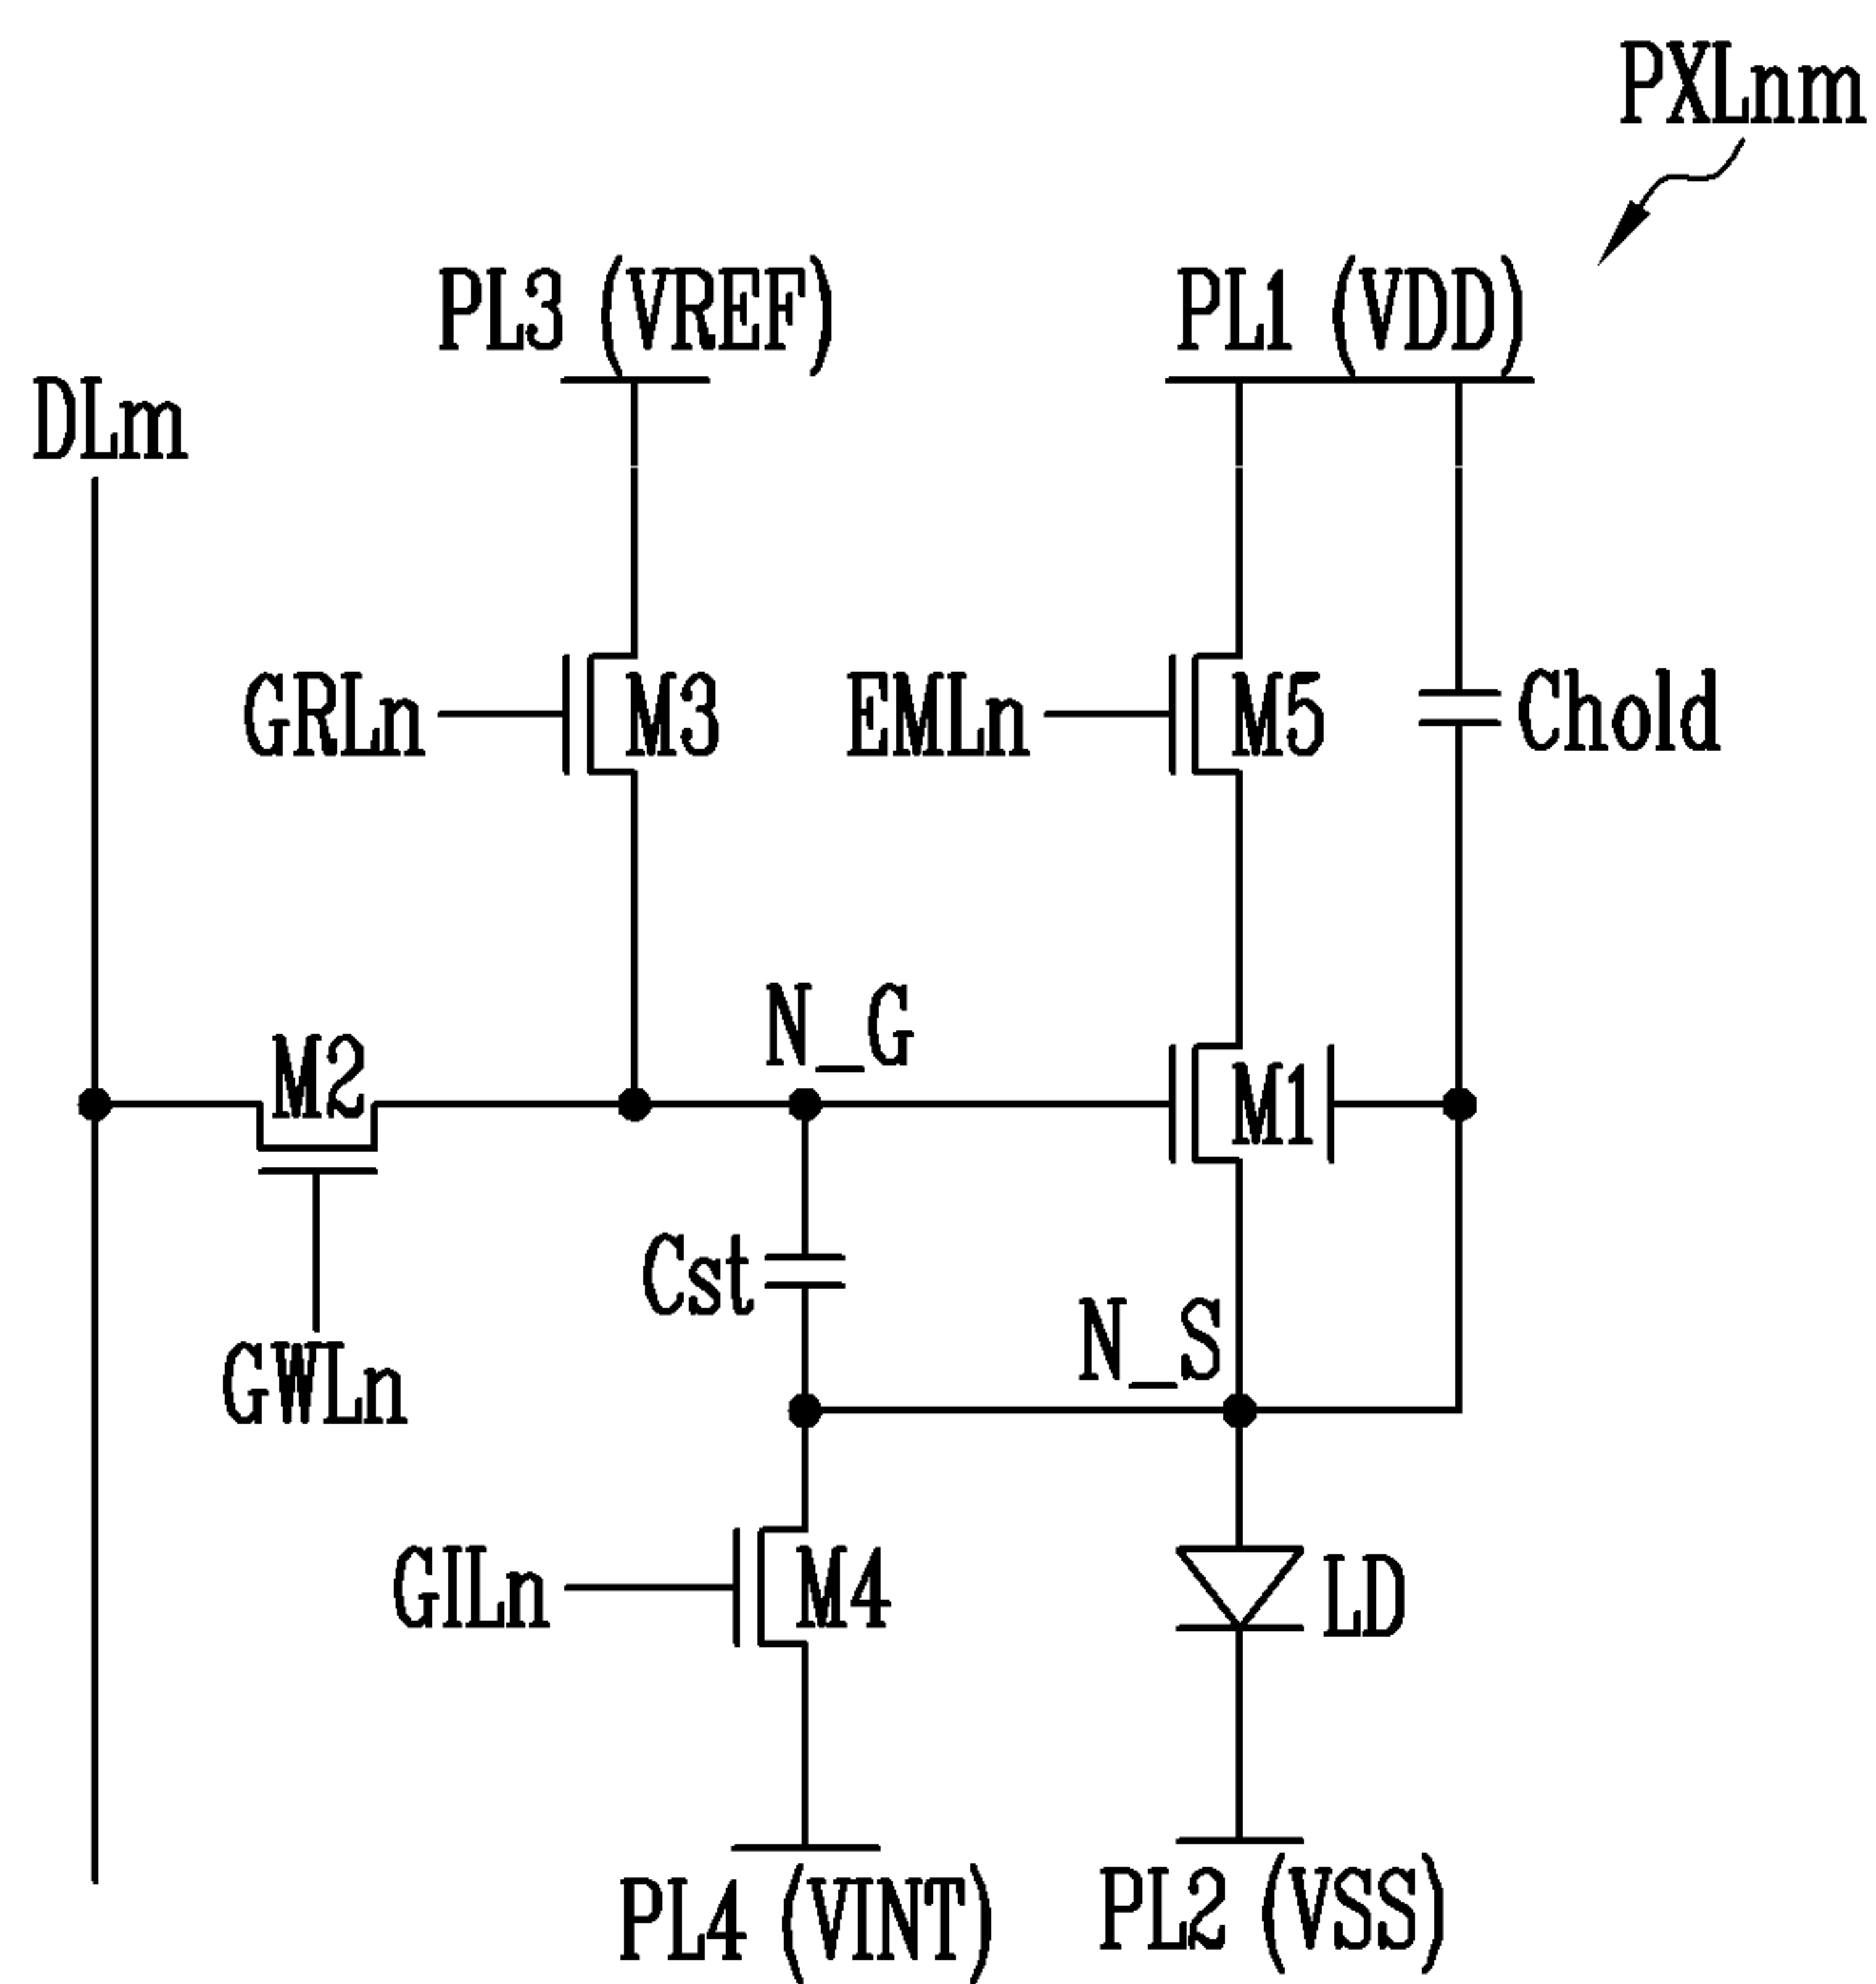 PXLnm
PL3 (VREF)
PL1 (VDD)
DLm
GRLn
M3
EMLn
M5
Chold
N_G
M2
M1
Cst
N_S
GWLn
GILn
M4
LD
PL4 (VINT)
PL2 (VSS)